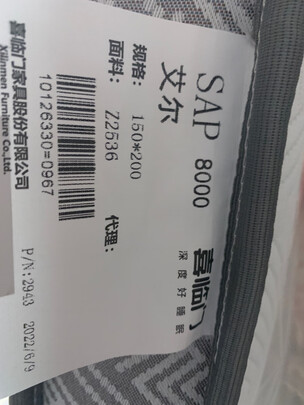 SAP 8000
艾尔
喜临门
深度好睡眠
规格: 150*200
面料: Z2536
代理:
10126330=0967
喜临门家具股份有限公司
Xilinmen Furniture Co.,Ltd.
P/N:2943 2022/6/9